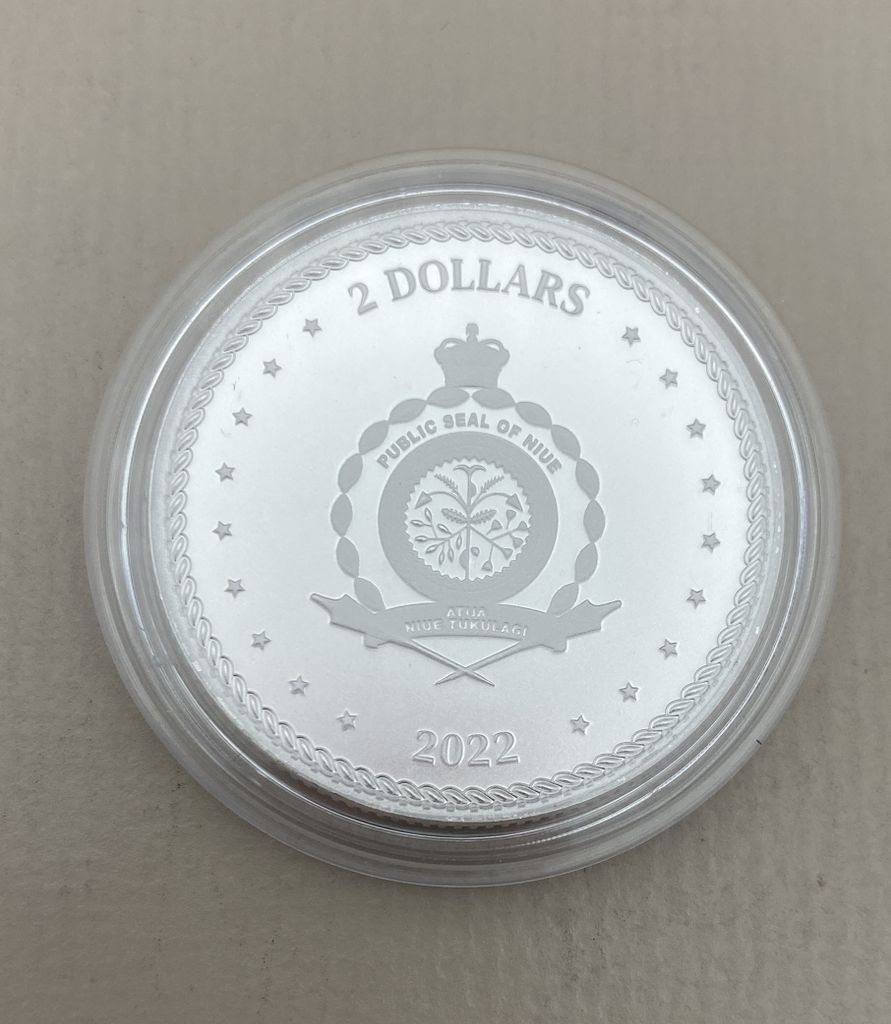 2 DOLLARS
PUBLIC SEAL OF NIUE
ATUA
NIUE TUKULAGI
2022